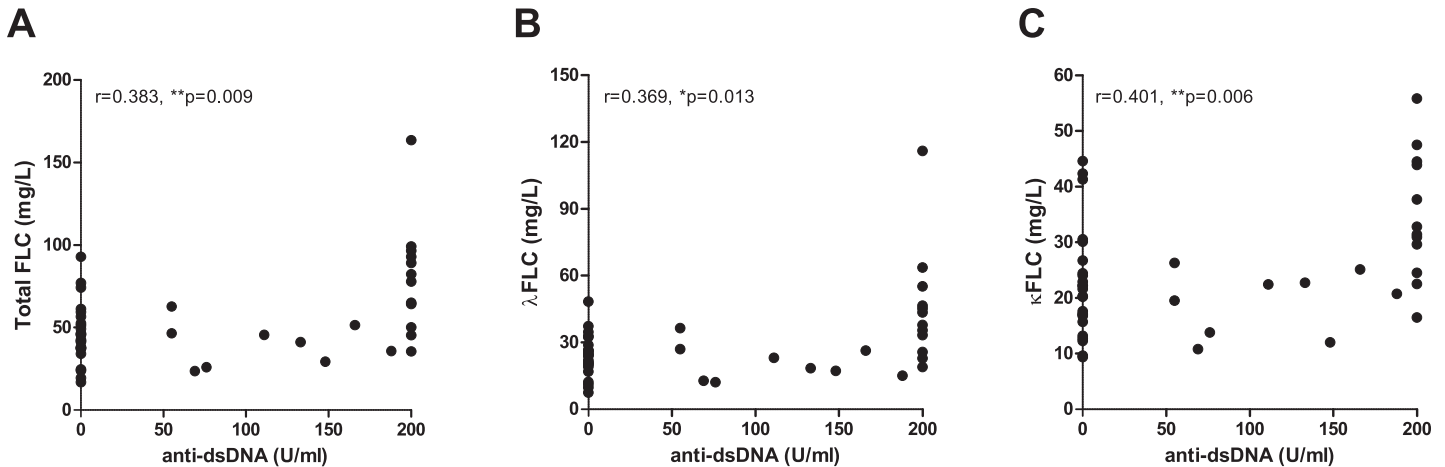 A
r=0.383, **p=0.009
Total FLC (mg/L)
200
150
100
50
0
0 50 100 150 200
anti-dsDNA (U/ml)
B
r=0.369, *p=0.013
λFLC (mg/L)
150
120
90
60
30
0
0 50 100 150 200
anti-dsDNA (U/ml)
C
r=0.401, **p=0.006
κFLC (mg/L)
60
50
40
30
20
10
0
0 50 100 150 200
anti-dsDNA (U/ml)